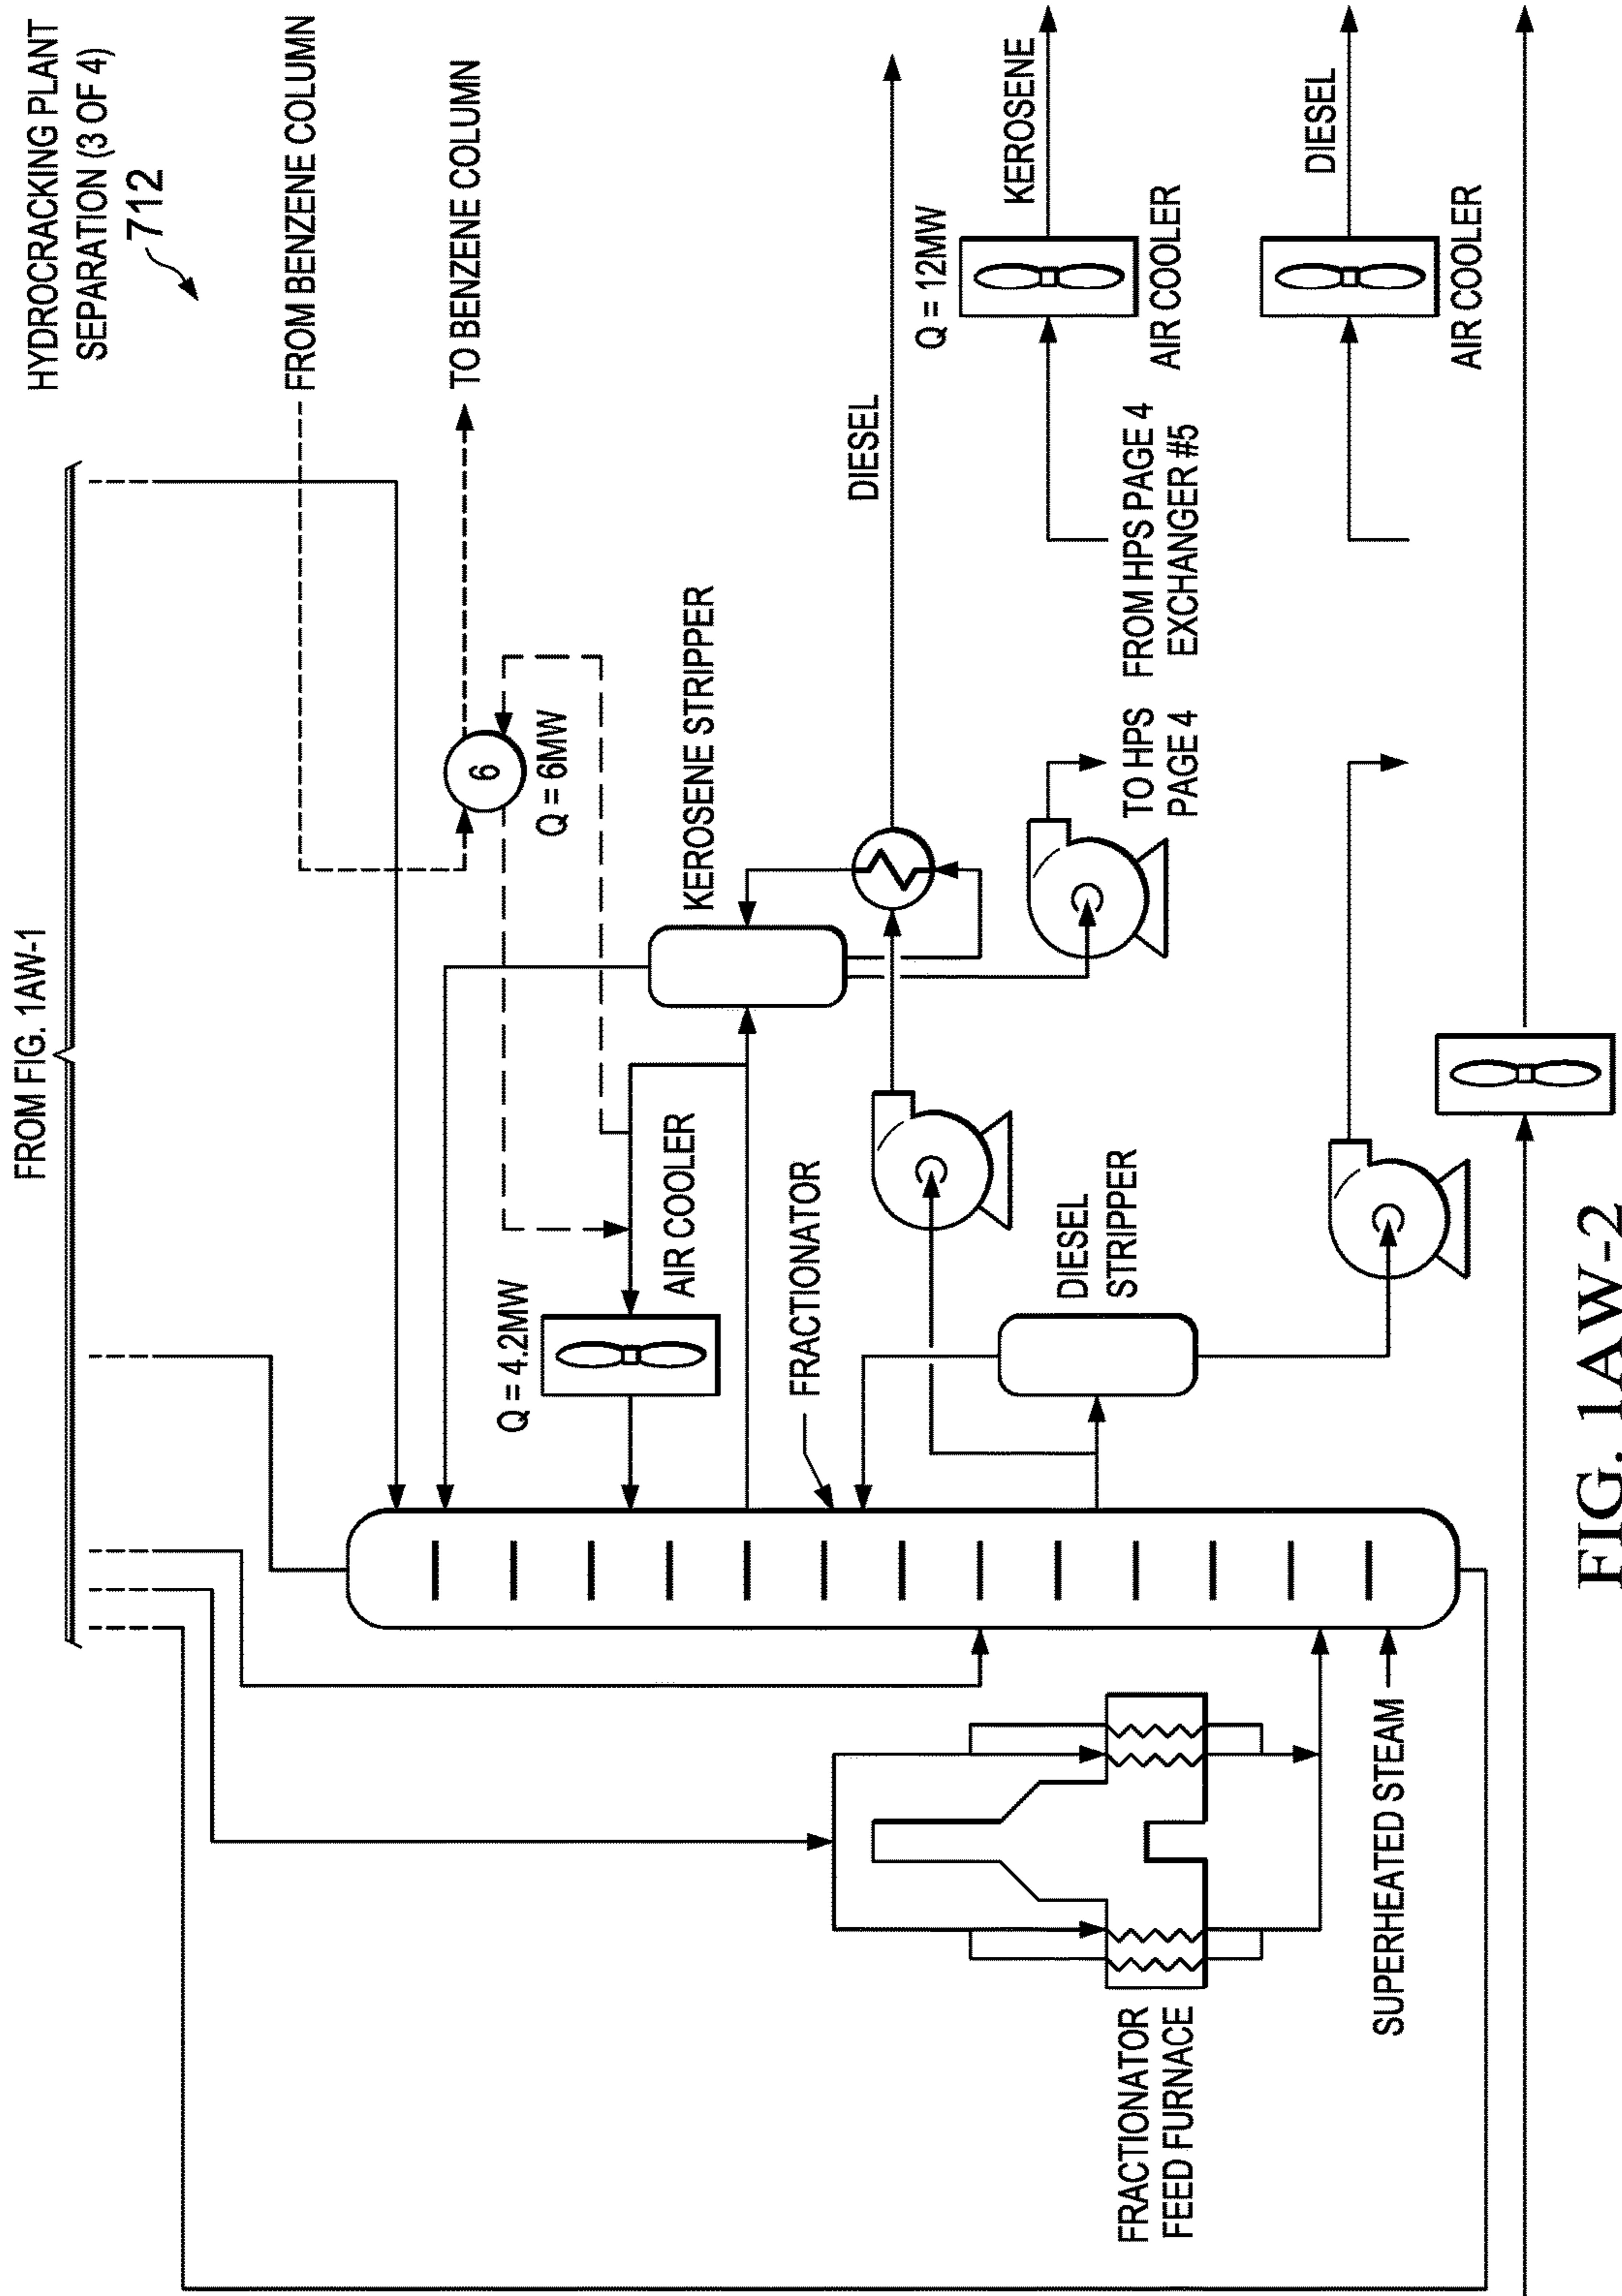 HYDROCRACKING PLANT
SEPARATION (3 OF 4)
712
FROM FIG. 1AW-1
FROM BENZENE COLUMN
TO BENZENE COLUMN
6
Q = 6MW
Q = 4.2MW
AIR COOLER
KEROSENE STRIPPER
FRACTIONATOR
DIESEL
Q = 12MW
KEROSENE
AIR COOLER
DIESEL
STRIPPER
TO HPS
PAGE 4
FROM HPS PAGE 4
EXCHANGER #5
DIESEL
AIR COOLER
FRACTIONATOR
FEED FURNACE
SUPERHEATED STEAM
FIG. 1AW-2